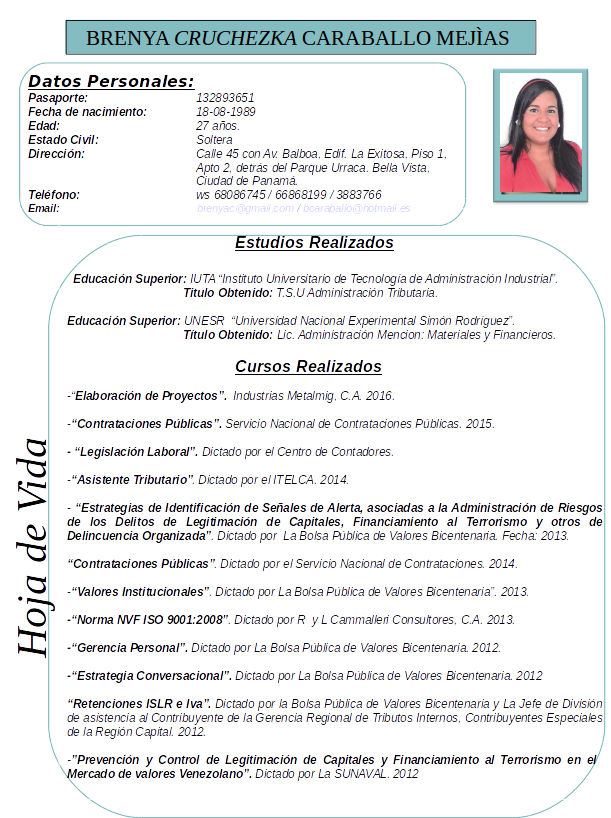 BRENYA CRUCHEZKA CARABALLO MEJÌAS
Datos Personales:
Pasaporte: 132893651
Fecha de nacimiento: 18-08-1989
Edad: 27 años.
Estado Civil: Soltera
Dirección: Calle 45 con Av. Balboa, Edif. La Exitosa, Piso 1,
Apto 2, detrás del Parque Urraca. Bella Vista,
Ciudad de Panamá.
Teléfono: ws 68086745 / 66868199 / 3883766
Email: brenyac@gmail.com / bcarabalio@hotmail.es
Estudios Realizados
Educación Superior: IUTA “Instituto Universitario de Tecnología de Administración Industrial”.
Título Obtenido: T.S.U Administración Tributaria.
Educación Superior: UNESR “Universidad Nacional Experimental Simón Rodríguez”.
Título Obtenido: Lic. Administración Mencion: Materiales y Financieros.
Cursos Realizados
-“Elaboración de Proyectos”. Industrias Metalmig, C.A. 2016.
-“Contrataciones Públicas”. Servicio Nacional de Contrataciones Públicas. 2015.
- “Legislación Laboral”. Dictado por el Centro de Contadores.
-“Asistente Tributario”. Dictado por el ITELCA. 2014.
- “Estrategias de Identificación de Señales de Alerta, asociadas a la Administración de Riesgos
de los Delitos de Legitimación de Capitales, Financiamiento al Terrorismo y otros de
Delincuencia Organizada”. Dictado por La Bolsa Pública de Valores Bicentenaria. Fecha: 2013.
“Contrataciones Públicas”. Dictado por el Servicio Nacional de Contrataciones. 2014.
-“Valores Institucionales”. Dictado por La Bolsa Pública de Valores Bicentenaria”. 2013.
-“Norma NVF ISO 9001:2008”. Dictado por R y L Cammalleri Consultores, C.A. 2013.
-“Gerencia Personal”. Dictado por La Bolsa Pública de Valores Bicentenaria. 2012.
-“Estrategia Conversacional”. Dictado por La Bolsa Pública de Valores Bicentenaria. 2012
“Retenciones ISLR e Iva”. Dictado por la Bolsa Pública de Valores Bicentenaria y La Jefe de División
de asistencia al Contribuyente de la Gerencia Regional de Tributos Internos, Contribuyentes Especiales
de la Región Capital. 2012.
-”Prevención y Control de Legitimación de Capitales y Financiamiento al Terrorismo en el
Mercado de valores Venezolano”. Dictado por La SUNAVAL. 2012
Hoja de Vida